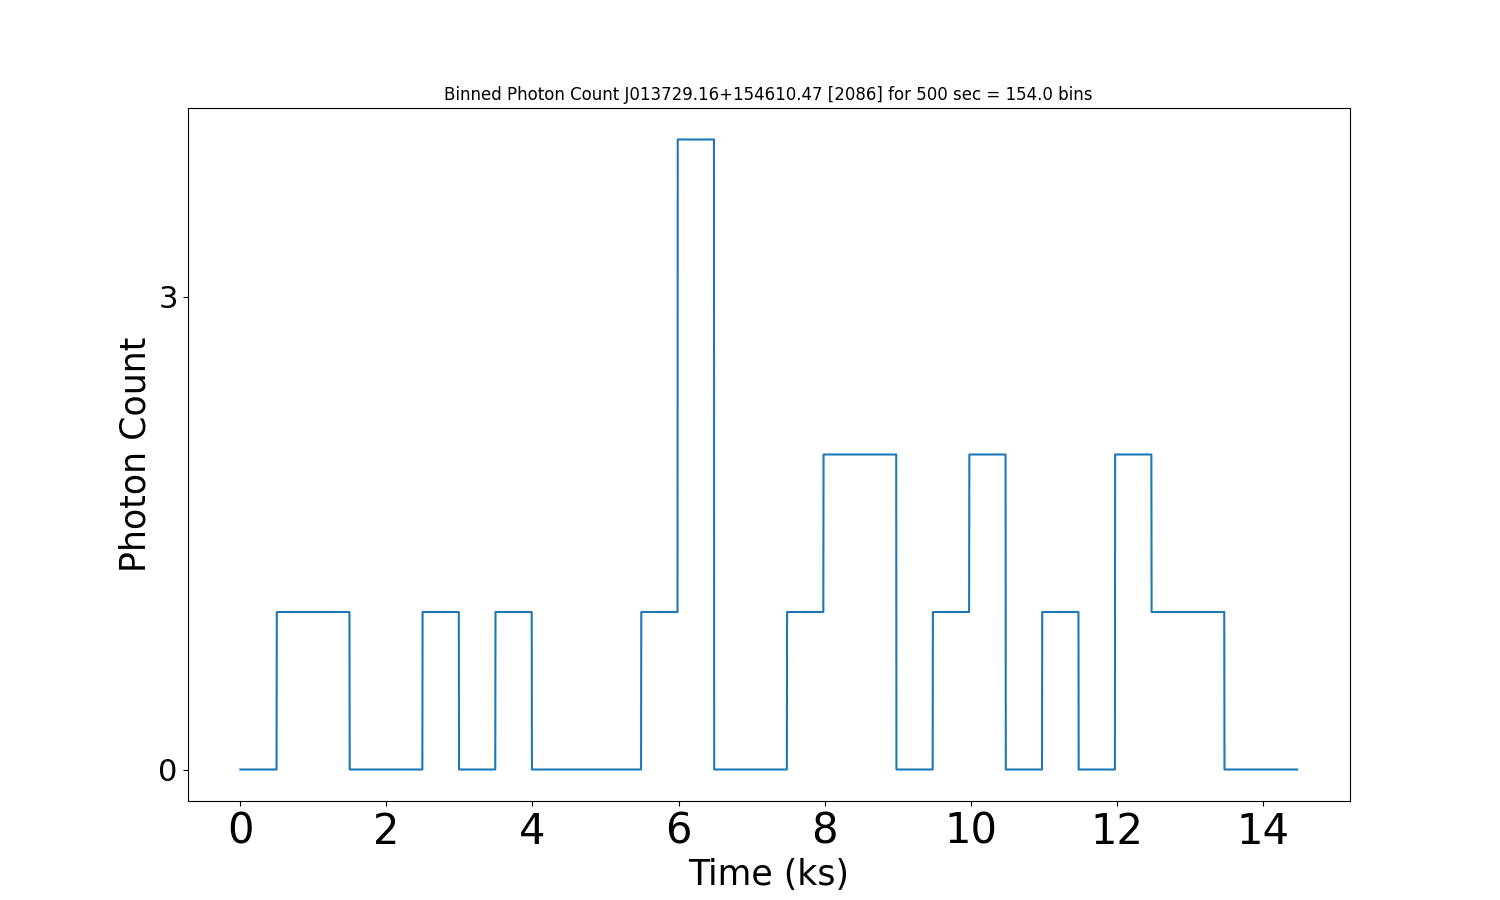 Binned Photon Count J013729.16+154610.47 [2086] for 500 sec = 154.0 bins
Photon Count
3
0
0 2 4 6 8 10 12 14
Time (ks)